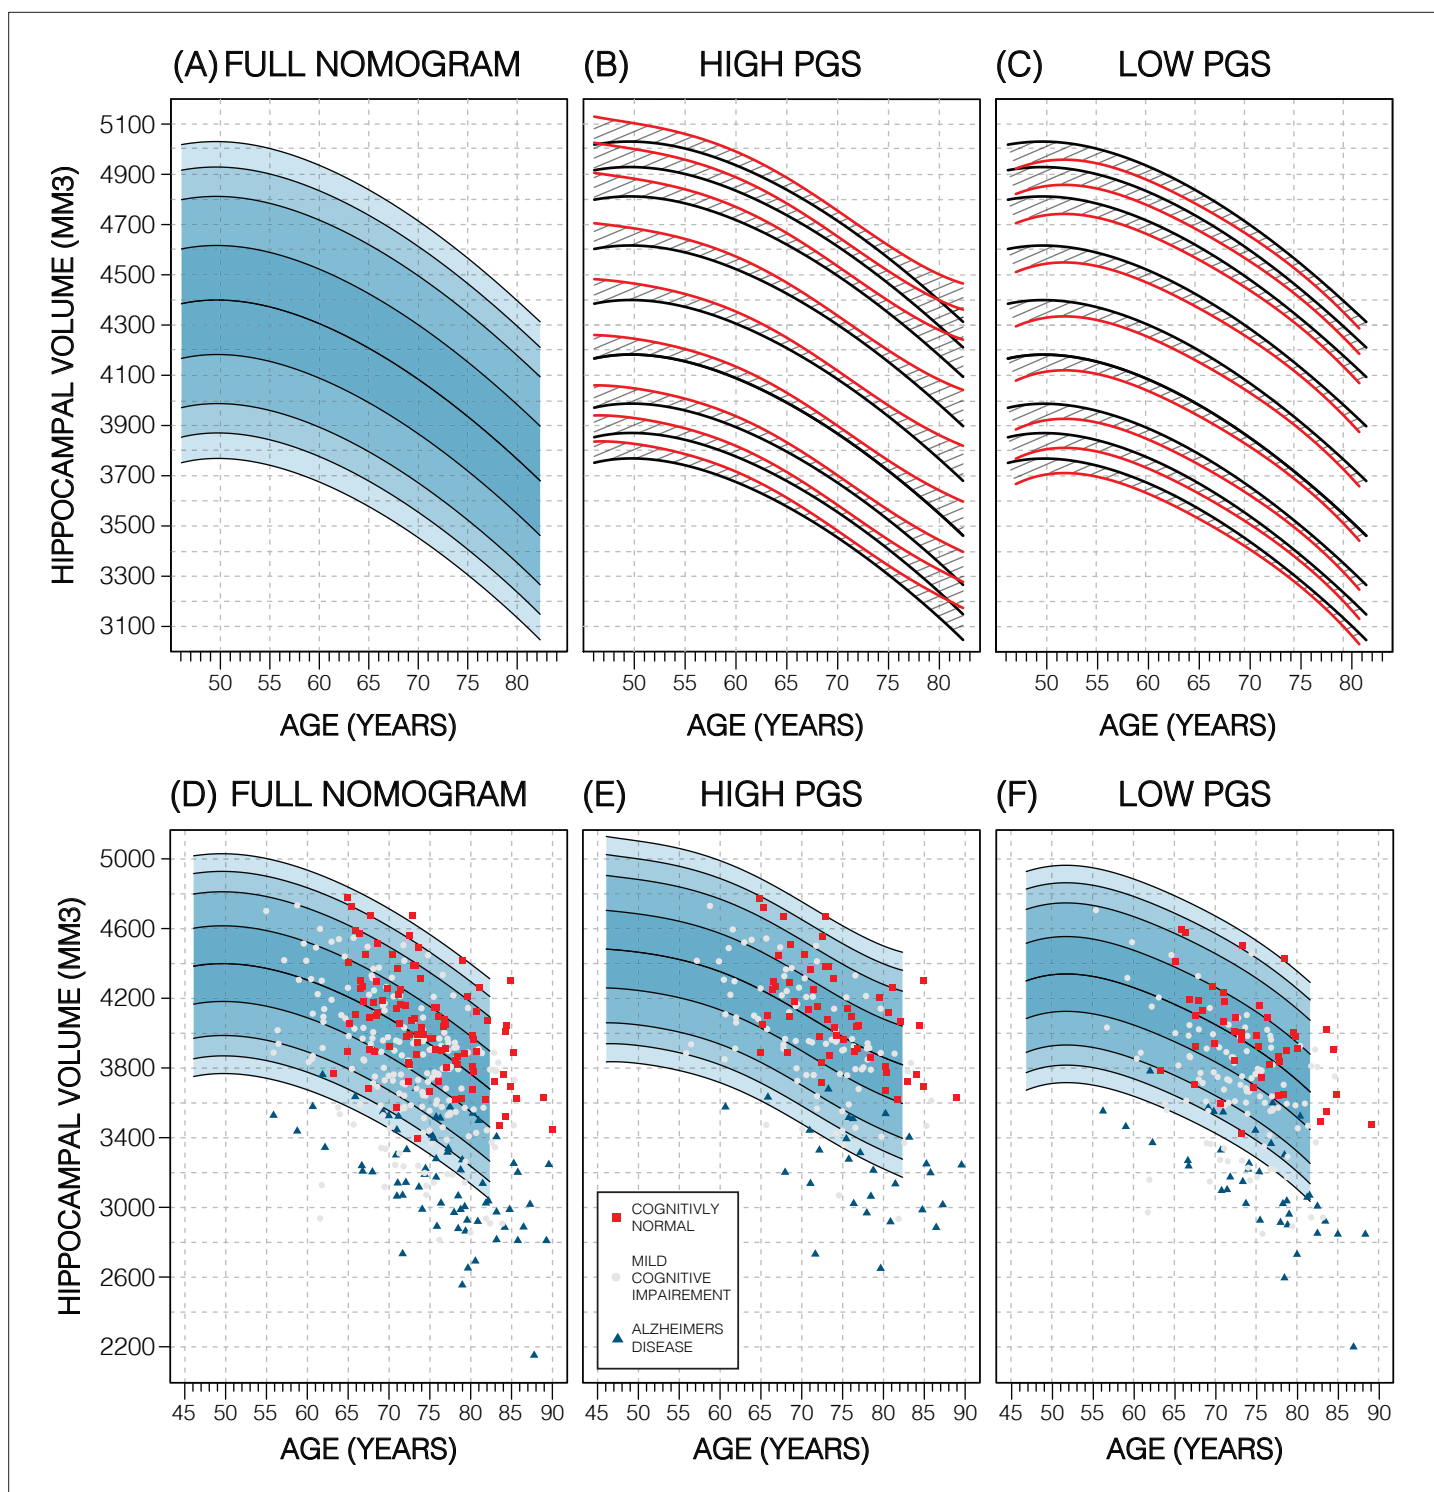 (A) FULL NOMOGRAM
(B) HIGH PGS
(C) LOW PGS
HIPPOCAMPAL VOLUME (MM3)
5100
4900
4700
4500
4300
4100
3900
3700
3500
3300
3100
50 55 60 65 70 75 80
50 55 60 65 70 75 80
50 55 60 65 70 75 80
AGE (YEARS)
AGE (YEARS)
AGE (YEARS)
(D) FULL NOMOGRAM
(E) HIGH PGS
(F) LOW PGS
HIPPOCAMPAL VOLUME (MM3)
5000
4600
4200
3800
3400
3000
2600
2200
COGNITIVLY
NORMAL
MILD
COGNITIVE
IMPAIREMENT
ALZHEIMERS
DISEASE
45 50 55 60 65 70 75 80 85 90
45 50 55 60 65 70 75 80 85 90
45 50 55 60 65 70 75 80 85 90
AGE (YEARS)
AGE (YEARS)
AGE (YEARS)